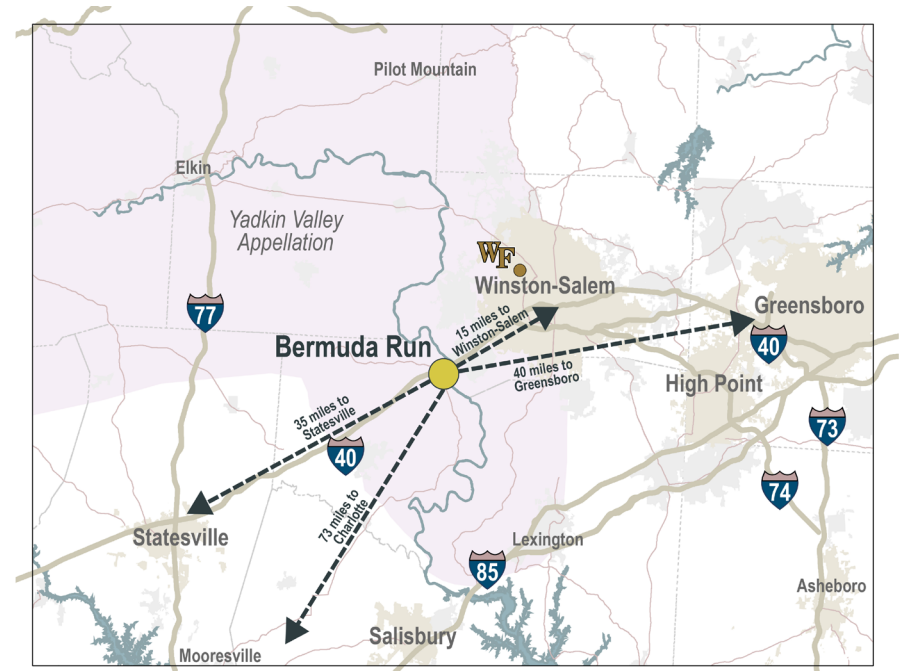 Pilot Mountain
Elkin
Yadkin Valley
Appellation
WF
Winston-Salem
77
Greensboro
15 miles to
Winston-Salem
Bermuda Run
40
40 miles to
Greensboro
High Point
35 miles to
Statesville
40
73
74
73 miles to
Charlotte
Statesville
Lexington
85
Asheboro
Salisbury
Mooresville